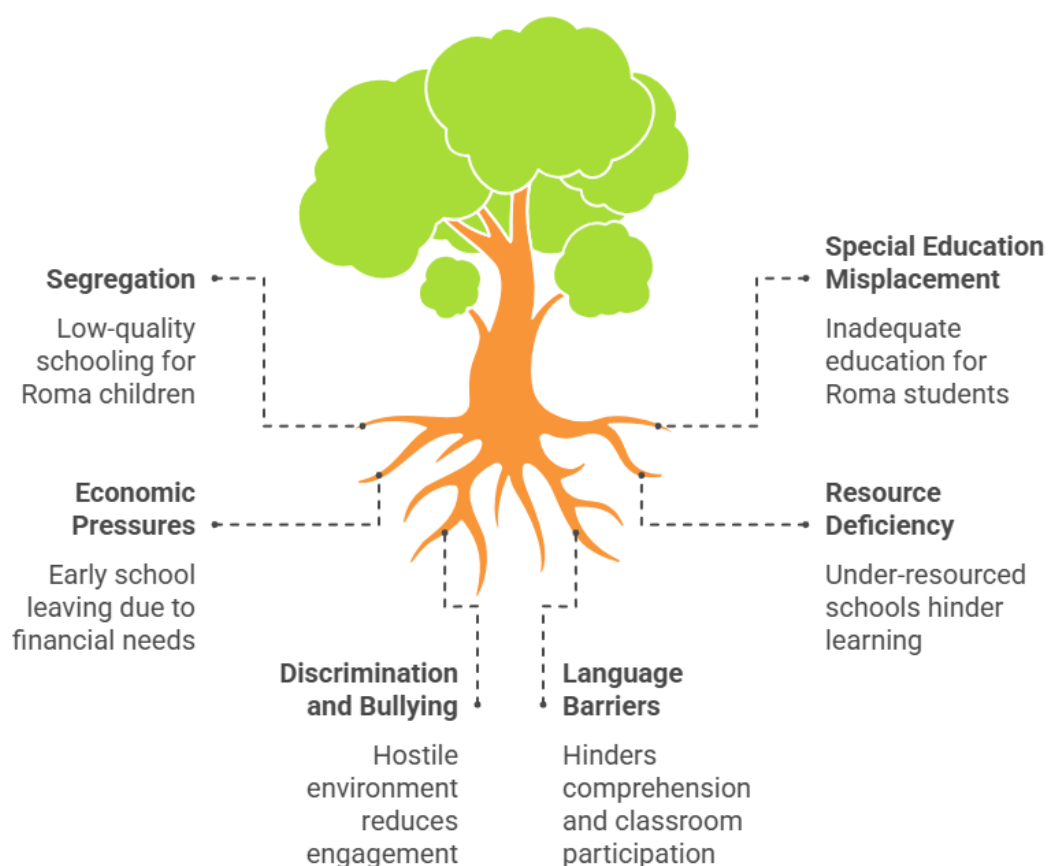 Segregation
Low-quality
schooling for
Roma children
Special Education
Misplacement
Inadequate
education for
Roma students
Economic
Pressures
Early school
leaving due to
financial needs
Resource
Deficiency
Under-resourced
schools hinder
learning
Discrimination
and Bullying
Hostile
environment
reduces
engagement
Language
Barriers
Hinders
comprehension
and classroom
participation